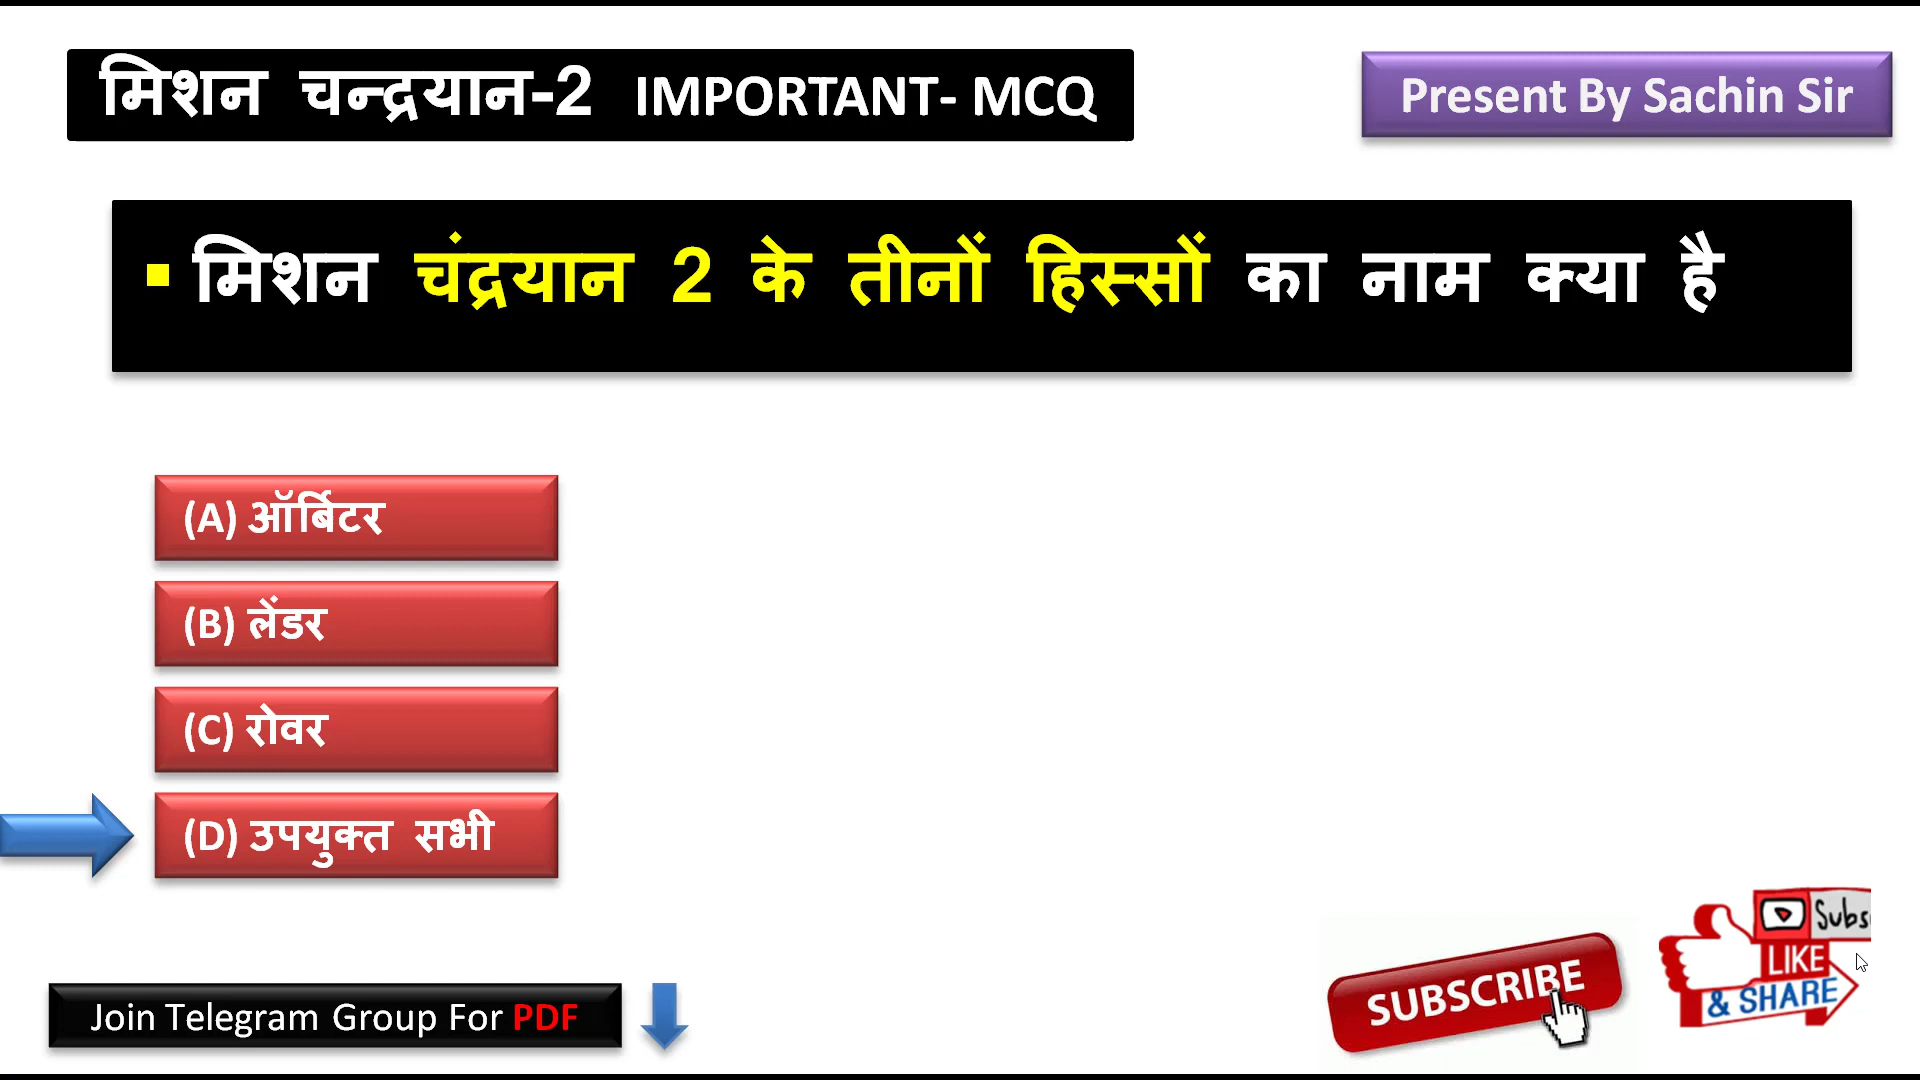 मिशन चन्द्रयान-2 IMPORTANT- MCQ
Present By Sachin Sir
मिशन चंद्रयान 2 के तीनों हिस्सों का नाम क्या है
(A) ऑर्बिटर
(B) लेंडर
(C) रोवर
(D) उपयुक्त सभी
Join Telegram Group For PDF
SUBSCRIBE
Subs
LIKE
& SHARE